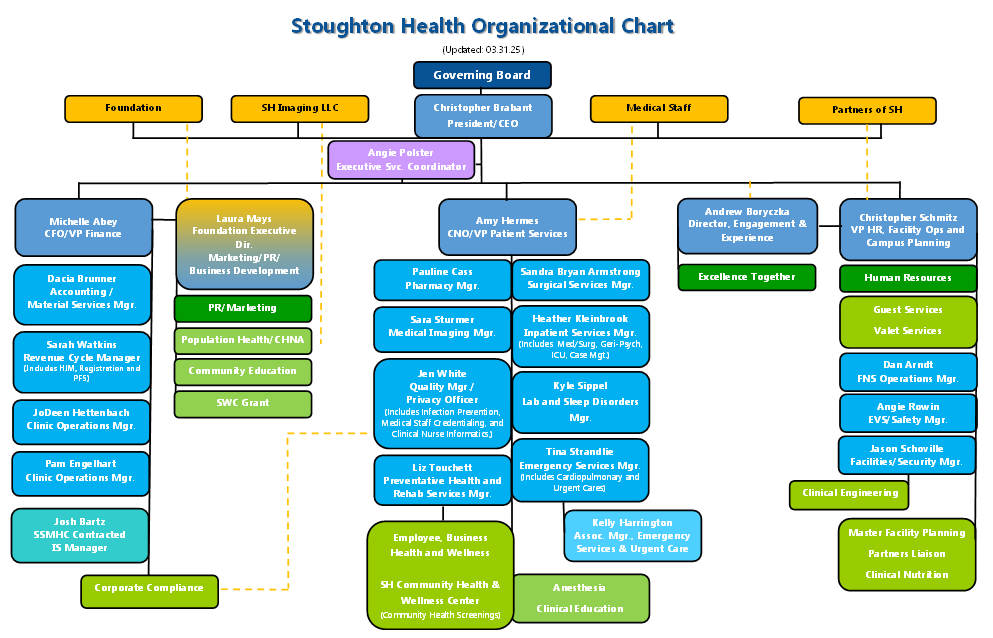 Stoughton Health Organizational Chart
(Updated: 03.31.25)
Governing Board
Foundation
SH Imaging LLC
Christopher Brabant
President/CEO
Medical Staff
Partners of SH
Angie Polster
Executive Svc. Coordinator
Michelle Abey
CFO/VP Finance
Laura Mays
Foundation Executive
Dir.
Marketing/PR/
Business Development
Amy Hermes
CNO/VP Patient Services
Andrew Boryczka
Director, Engagement &
Experience
Christopher Schmitz
VP HR, Facility Ops and
Campus Planning
Dacia Brunner
Accounting /
Material Services Mgr.
Sarah Watkins
Revenue Cycle Manager
(Includes HIM, Registration and
PFS)
JoDeen Hettenbach
Clinic Operations Mgr.
Pam Engelhart
Clinic Operations Mgr.
Josh Bartz
SSMHC Contracted
IS Manager
Corporate Compliance
PR/Marketing
Population Health/CHNA
Community Education
SWC Grant
Pauline Cass
Pharmacy Mgr.
Sara Sturmer
Medical Imaging Mgr.
Jen White
Quality Mgr./
Privacy Officer
(Includes Infection Prevention,
Medical Staff Credentialing, and
Clinical Nurse Informatics.)
Liz Touchett
Preventative Health and
Rehab Services Mgr.
Employee, Business
Health and Wellness
SH Community Health &
Wellness Center
(Community Health Screenings)
Sandra Bryan Armstrong
Surgical Services Mgr.
Heather Kleinbrook
Inpatient Services Mgr.
(Includes Med/Surg, Geri-Psych,
ICU, Case Mgt.)
Kyle Sippel
Lab and Sleep Disorders
Mgr.
Tina Strandlie
Emergency Services Mgr.
(Includes Cardiopulmonary and
Urgent Cares)
Kelly Harrington
Assoc. Mgr., Emergency
Services & Urgent Care
Anesthesia
Clinical Education
Excellence Together
Human Resources
Guest Services
Valet Services
Dan Arndt
FNS Operations Mgr.
Angie Rowin
EVS/Safety Mgr.
Jason Schoville
Facilities/Security Mgr.
Clinical Engineering
Master Facility Planning
Partners Liaison
Clinical Nutrition